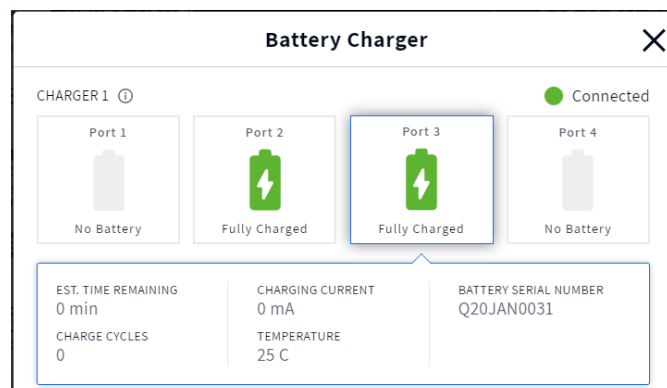 Battery Charger
CHARGER 1
Connected
Port 1
No Battery
Port 2
Fully Charged
Port 3
Fully Charged
Port 4
No Battery
EST. TIME REMAINING
0 min
CHARGE CYCLES
0
CHARGING CURRENT
0 mA
TEMPERATURE
25 C
BATTERY SERIAL NUMBER
Q20JAN0031